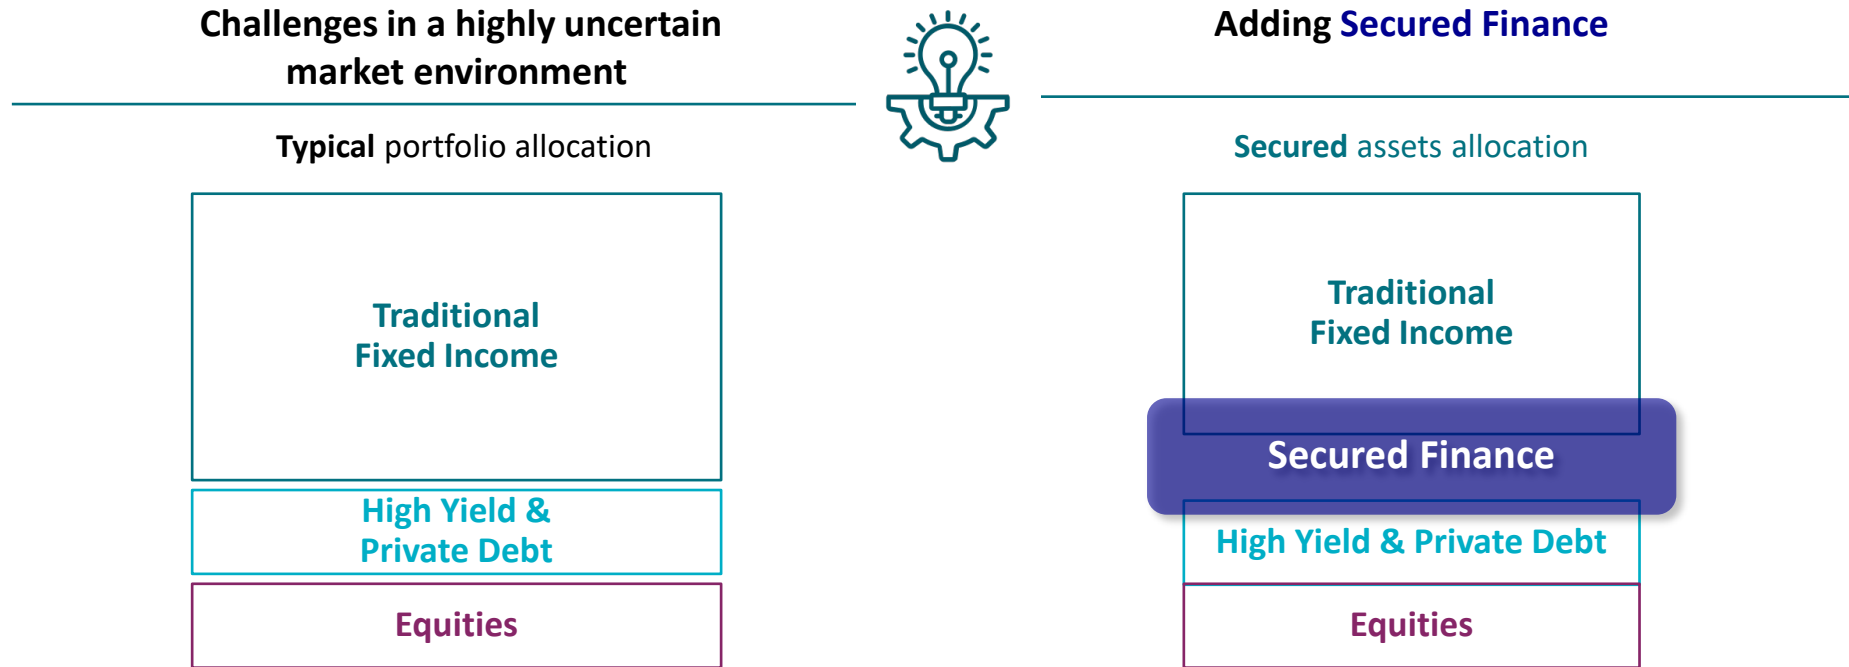 Challenges in a highly uncertain
market environment
Typical portfolio allocation
Traditional
Fixed Income
High Yield &
Private Debt
Equities
Adding Secured Finance
Secured assets allocation
Traditional
Fixed Income
Secured Finance
High Yield & Private Debt
Equities